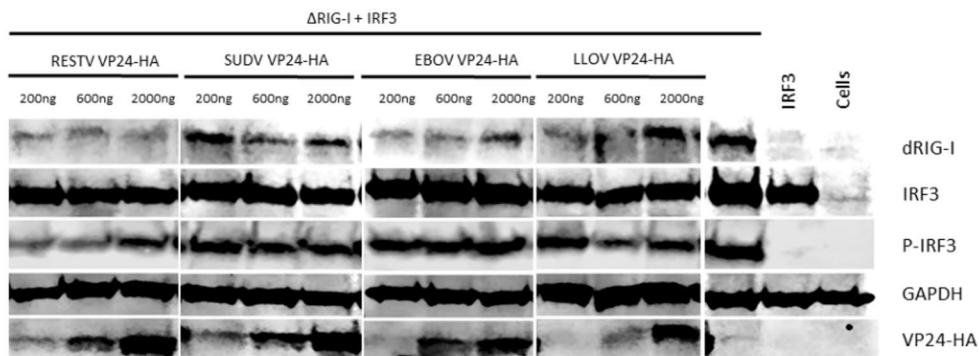 ΔRIG-I + IRF3
RESTV VP24-HA SUDV VP24-HA EBOV VP24-HA LLOV VP24-HA
200ng 600ng 2000ng 200ng 600ng 2000ng 200ng 600ng 2000ng 200ng 600ng 2000ng IRF3 Cells
dRIG-I
IRF3
P-IRF3
GAPDH
VP24-HA